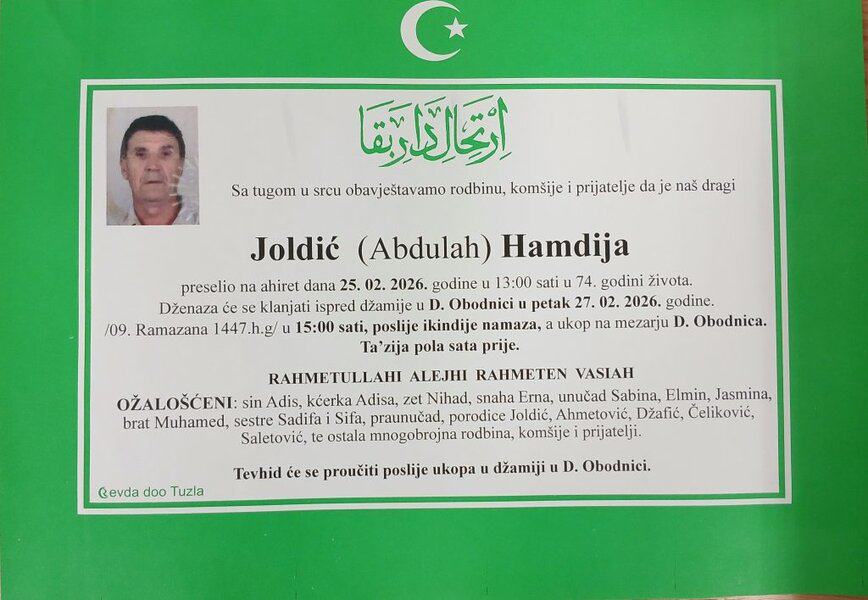 اِرْتِحَالِ دَارِ بَقَا
Sa tugom u srcu obavještavamo rodbinu, komšije i prijatelje da je naš dragi
Joldić (Abdulah) Hamdija
preselio na ahiret dana 25. 02. 2026. godine u 13:00 sati u 74. godini života.
Dženaza će se klanjati ispred džamije u D. Obodnici u petak 27. 02. 2026. godine.
/09. Ramazana 1447.h.g/ u 15:00 sati, poslije ikindije namaza, a ukop na mezarju D. Obodnica.
Ta’zija pola sata prije.
RAHMETULLAHI ALEJHI RAHMETEN VASIAH
OŽALOŠĆENI: sin Adis, kćerka Adisa, zet Nihad, snaha Erna, unučad Sabina, Elmin, Jasmina,
brat Muhamed, sestre Sadifa i Sifa, praunučad, porodice Joldić, Ahmetović, Džafić, Čeliković,
Saletović, te ostala mnogobrojna rodbina, komšije i prijatelji.
Tevhid će se proučiti poslije ukopa u džamiji u D. Obodnici.
evda doo Tuzla